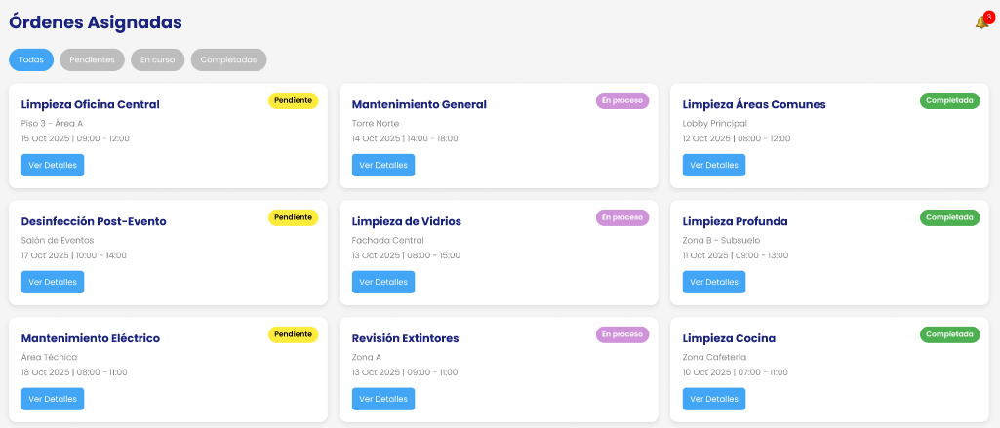 Órdenes Asignadas
3
Todas
Pendientes
En curso
Completadas
Limpieza Oficina Central
Pendiente
Piso 3 - Área A
15 Oct 2025 | 09:00 - 12:00
Ver Detalles
Mantenimiento General
En proceso
Torre Norte
14 Oct 2025 | 14:00 - 18:00
Ver Detalles
Limpieza Áreas Comunes
Completada
Lobby Principal
12 Oct 2025 | 08:00 - 12:00
Ver Detalles
Desinfección Post-Evento
Pendiente
Salón de Eventos
17 Oct 2025 | 10:00 - 14:00
Ver Detalles
Limpieza de Vidrios
En proceso
Fachada Central
13 Oct 2025 | 08:00 - 15:00
Ver Detalles
Limpieza Profunda
Completada
Zona B - Subsuelo
11 Oct 2025 | 09:00 - 13:00
Ver Detalles
Mantenimiento Eléctrico
Pendiente
Área Técnica
18 Oct 2025 | 08:00 - 11:00
Ver Detalles
Revisión Extintores
En proceso
Zona A
13 Oct 2025 | 09:00 - 11:00
Ver Detalles
Limpieza Cocina
Completada
Zona Cafetería
10 Oct 2025 | 07:00 - 11:00
Ver Detalles